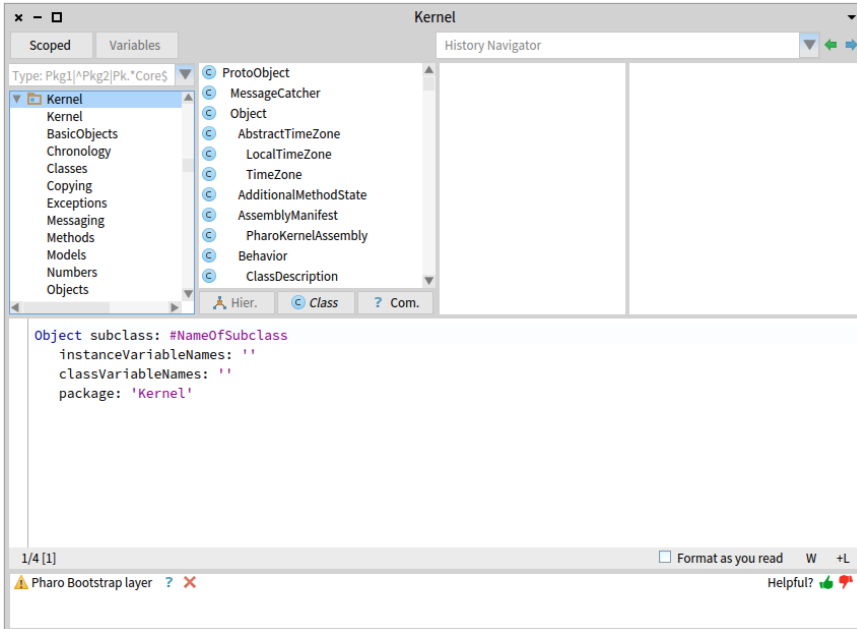 Kernel
Scoped
Variables
History Navigator
Type: Pkg1|^Pkg2|Pk.*Core$
Kernel
Kernel
BasicObjects
Chronology
Classes
Copying
Exceptions
Messaging
Methods
Models
Numbers
Objects
ProtoObject
MessageCatcher
Object
AbstractTimeZone
LocalTimeZone
TimeZone
AdditionalMethodState
AssemblyManifest
PharoKernelAssembly
Behavior
ClassDescription
Hier.
Class
? Com.
Object subclass: #NameOfSubclass
instanceVariableNames: ''
classVariableNames: ''
package: 'Kernel'
1/4 [1]
Format as you read
W
+L
Pharo Bootstrap layer ?
Helpful?